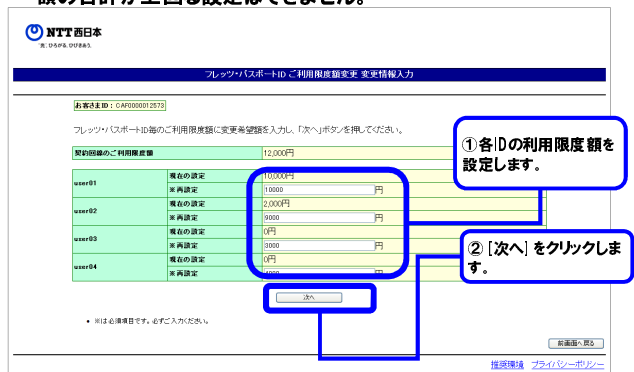 額の合計が上回る設定はできません。
NTT西日本
光、ひろがる。ひびきあう。
フレッツ・パスポートID ご利用限度額変更 変更情報入力
お客さまID：CAF0000012573
フレッツ・パスポートID毎のご利用限度額に変更希望額を入力し、「次へ」ボタンを押してください。
契約回線のご利用限度額 12,000円
user01 現在の設定 10,000円
※再設定 10000 円
user02 現在の設定 2,000円
※再設定 9000 円
user03 現在の設定 0円
※再設定 3000 円
user04 現在の設定 0円
※再設定 4000 円
次へ
• ※は必須項目です。必ずご入力ください。
前画面へ戻る
推奨環境 プライバシーポリシー
①各IDの利用限度額を
設定します。
②[次へ]をクリックしま
す。